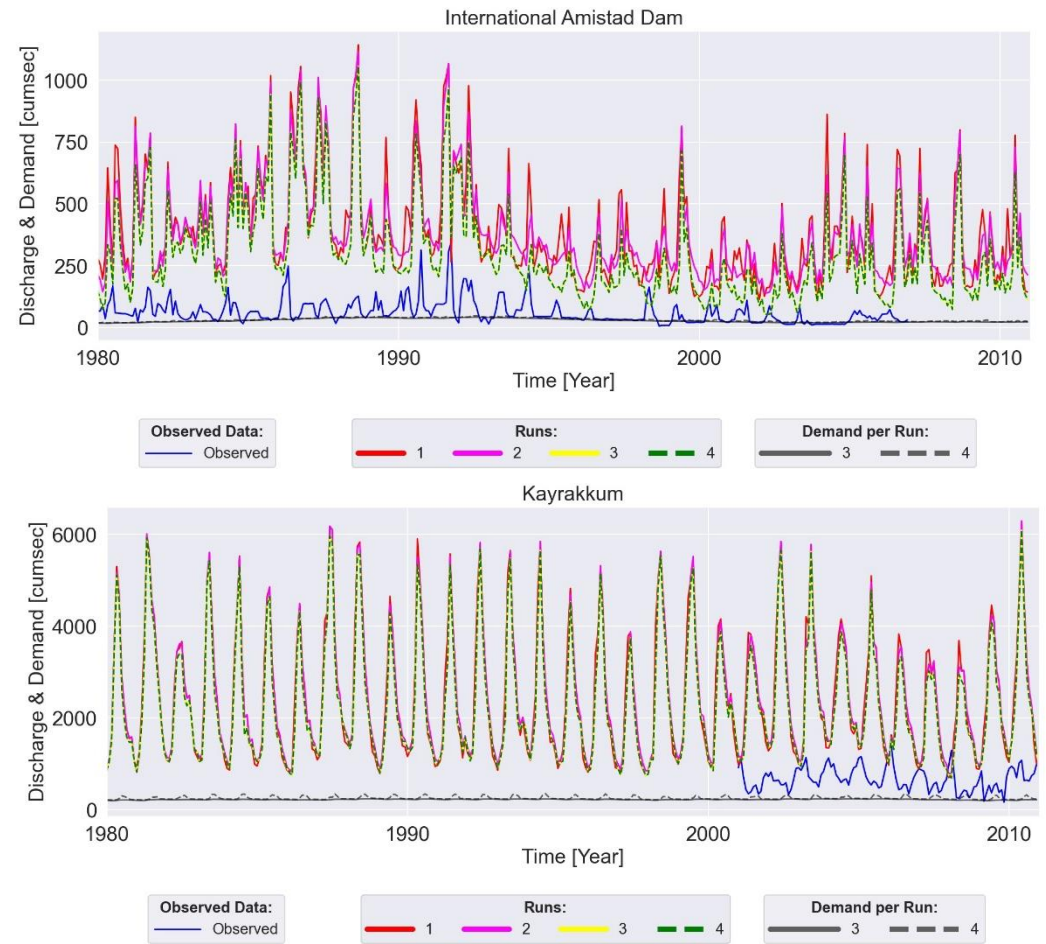 International Amistad Dam
Discharge & Demand [cumsec]
1000
750
500
250
0
1980 1990 2000 2010
Time [Year]
Observed Data: Runs: Demand per Run:
Observed 1 2 3 4 3 4
Kayrakkum
Discharge & Demand [cumsec]
6000
4000
2000
0
1980 1990 2000 2010
Time [Year]
Observed Data: Runs: Demand per Run:
Observed 1 2 3 4 3 4